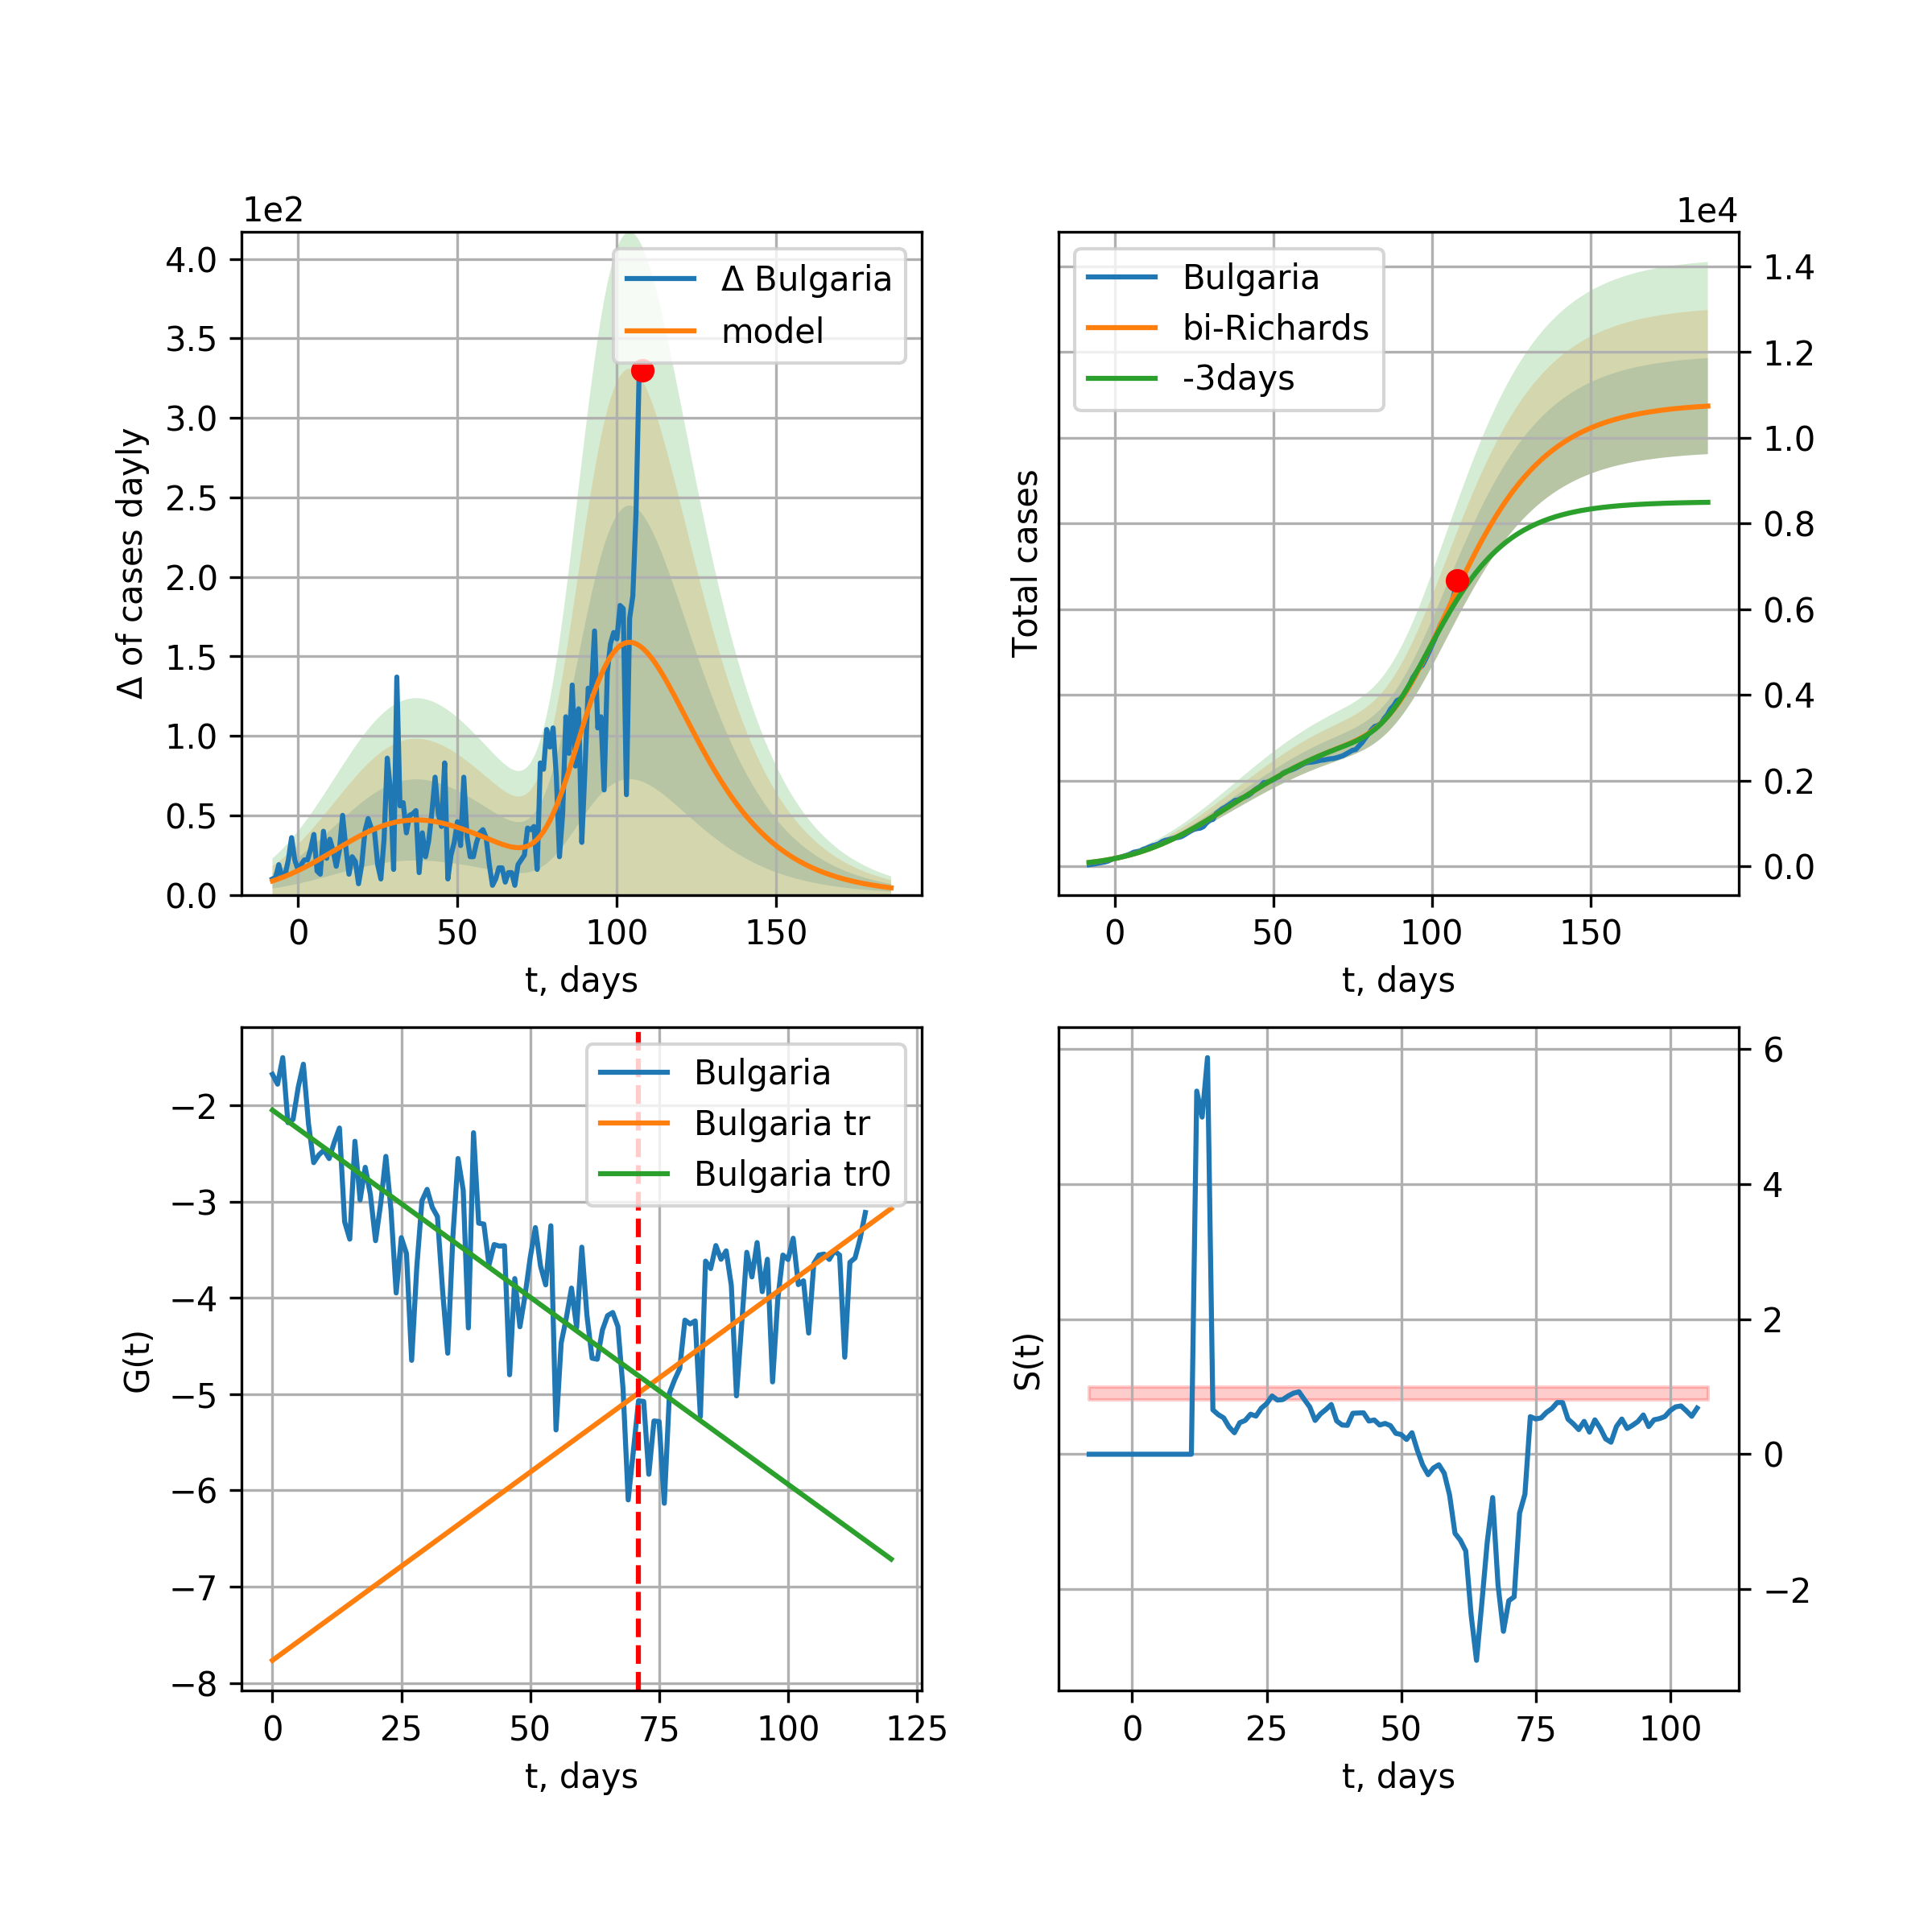 1e2
4.0
3.5
3.0
2.5
2.0
1.5
1.0
0.5
0.0
0
50
100
150
t, days
Δ of cases dayly
Δ Bulgaria
model
1e4
1.4
1.2
1.0
0.8
0.6
0.4
0.2
0.0
0
50
100
150
t, days
Total cases
Bulgaria
bi-Richards
-3days
−2
−3
−4
−5
−6
−7
−8
0
25
50
75
100
125
t, days
G(t)
Bulgaria
Bulgaria tr
Bulgaria tr0
6
4
2
0
−2
0
25
50
75
100
t, days
S(t)